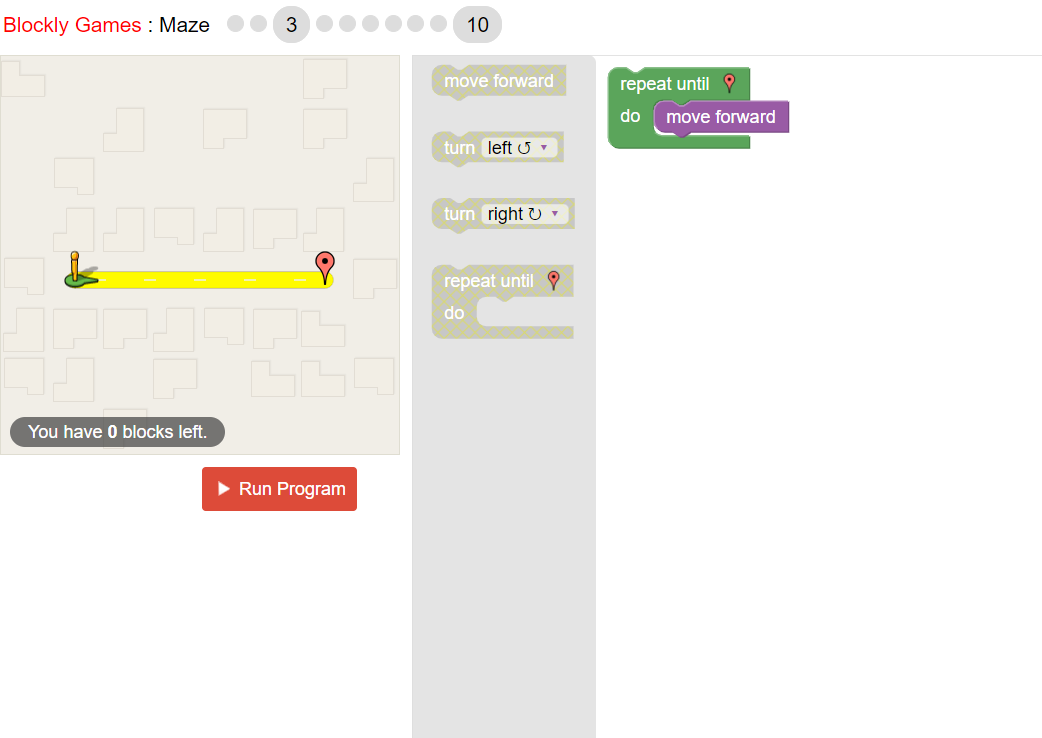 Blockly Games : Maze 3 10
move forward
turn left ↺ ▾
turn right ↻ ▾
repeat until
do
You have 0 blocks left.
Run Program
repeat until
do move forward